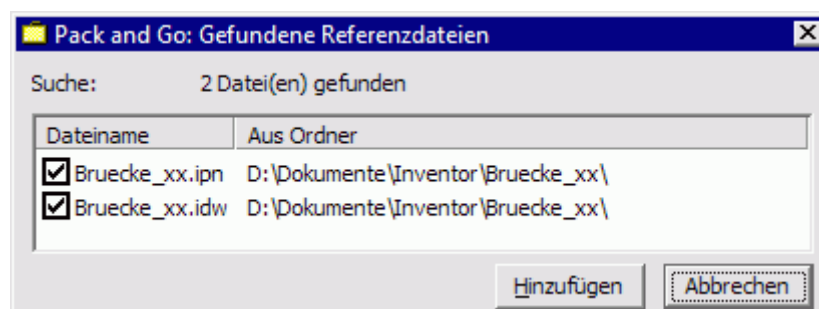 Pack and Go: Gefundene Referenzdateien
Suche: 2 Datei(en) gefunden
Dateiname Aus Ordner
Bruecke_xx.ipn D:\Dokumente\Inventor\Bruecke_xx\
Bruecke_xx.idw D:\Dokumente\Inventor\Bruecke_xx\
Hinzufügen Abbrechen